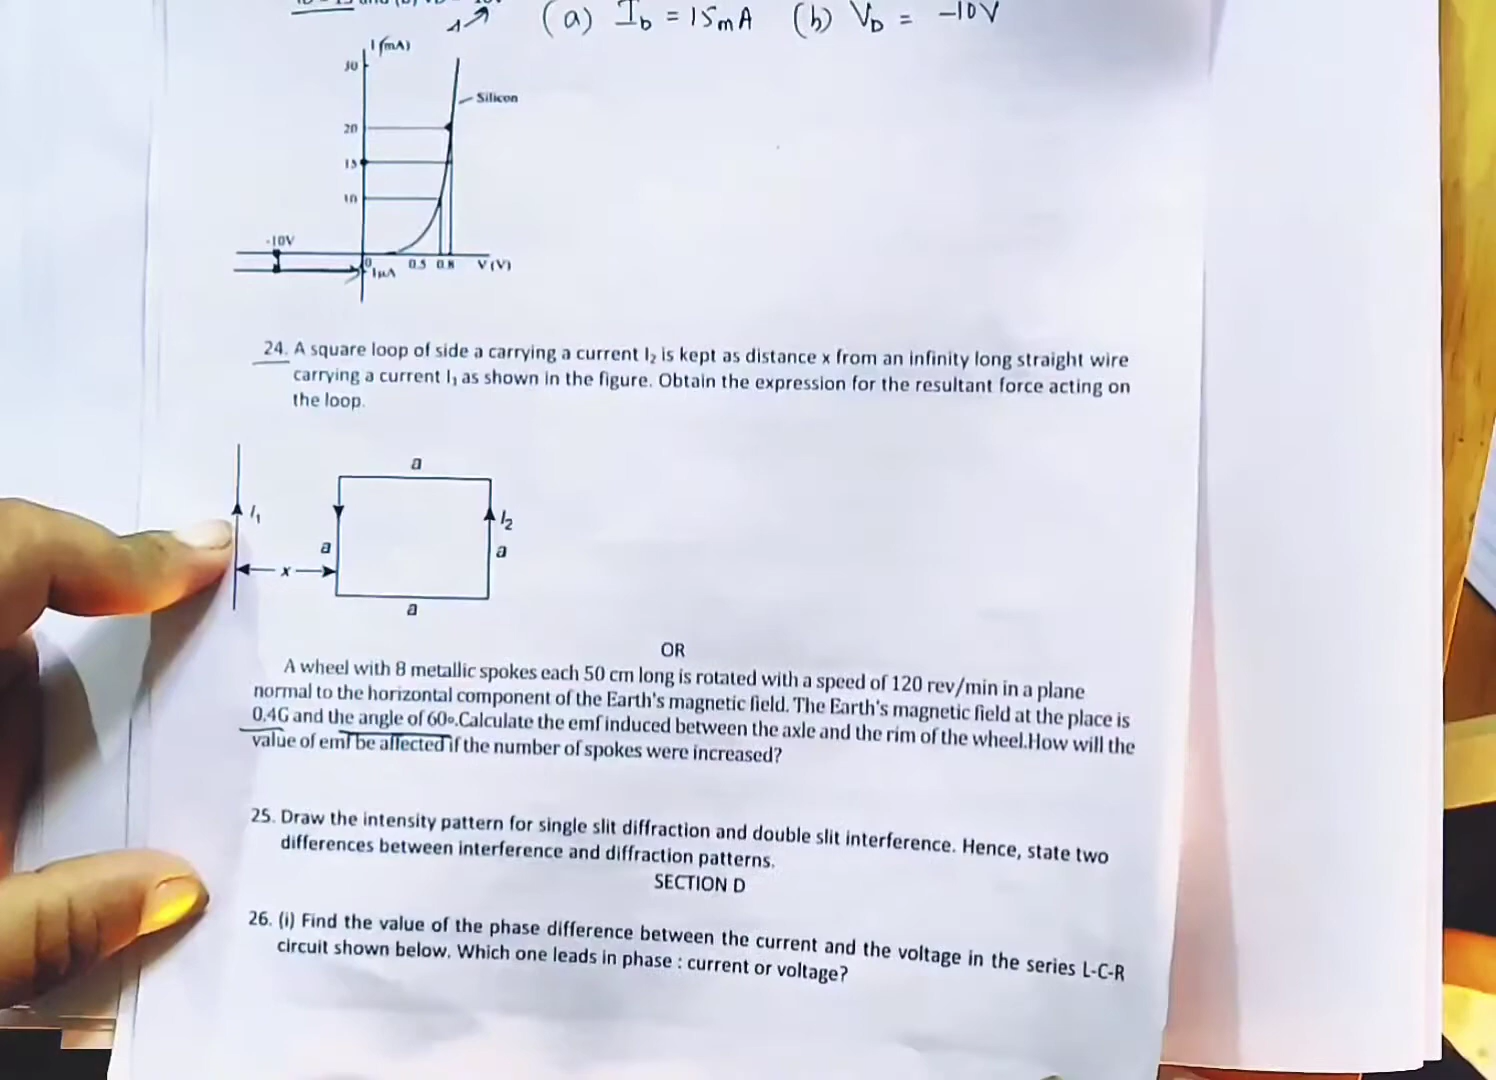 (a) I_D = 15mA (b) V_D = -10V
I (mA)
30
Silicon
20
15
10
-10V
0
1μA
0.5 0.8 V (V)
24. A square loop of side a carrying a current I₂ is kept as distance x from an infinity long straight wire
carrying a current I₁ as shown in the figure. Obtain the expression for the resultant force acting on
the loop.
a
I₁
I₂
a
a
x
a
OR
A wheel with 8 metallic spokes each 50 cm long is rotated with a speed of 120 rev/min in a plane
normal to the horizontal component of the Earth's magnetic field. The Earth's magnetic field at the place is
0.4G and the angle of 60∘.Calculate the emf induced between the axle and the rim of the wheel.How will the
value of emf be affected if the number of spokes were increased?
25. Draw the intensity pattern for single slit diffraction and double slit interference. Hence, state two
differences between interference and diffraction patterns.
SECTION D
26. (i) Find the value of the phase difference between the current and the voltage in the series L-C-R
circuit shown below. Which one leads in phase : current or voltage?